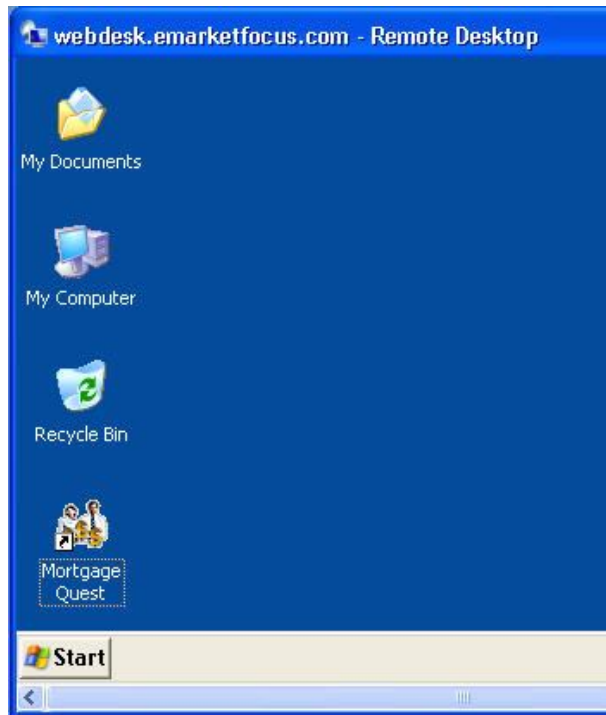 webdesk.emarketfocus.com - Remote Desktop
My Documents
My Computer
Recycle Bin
Mortgage
Quest
Start